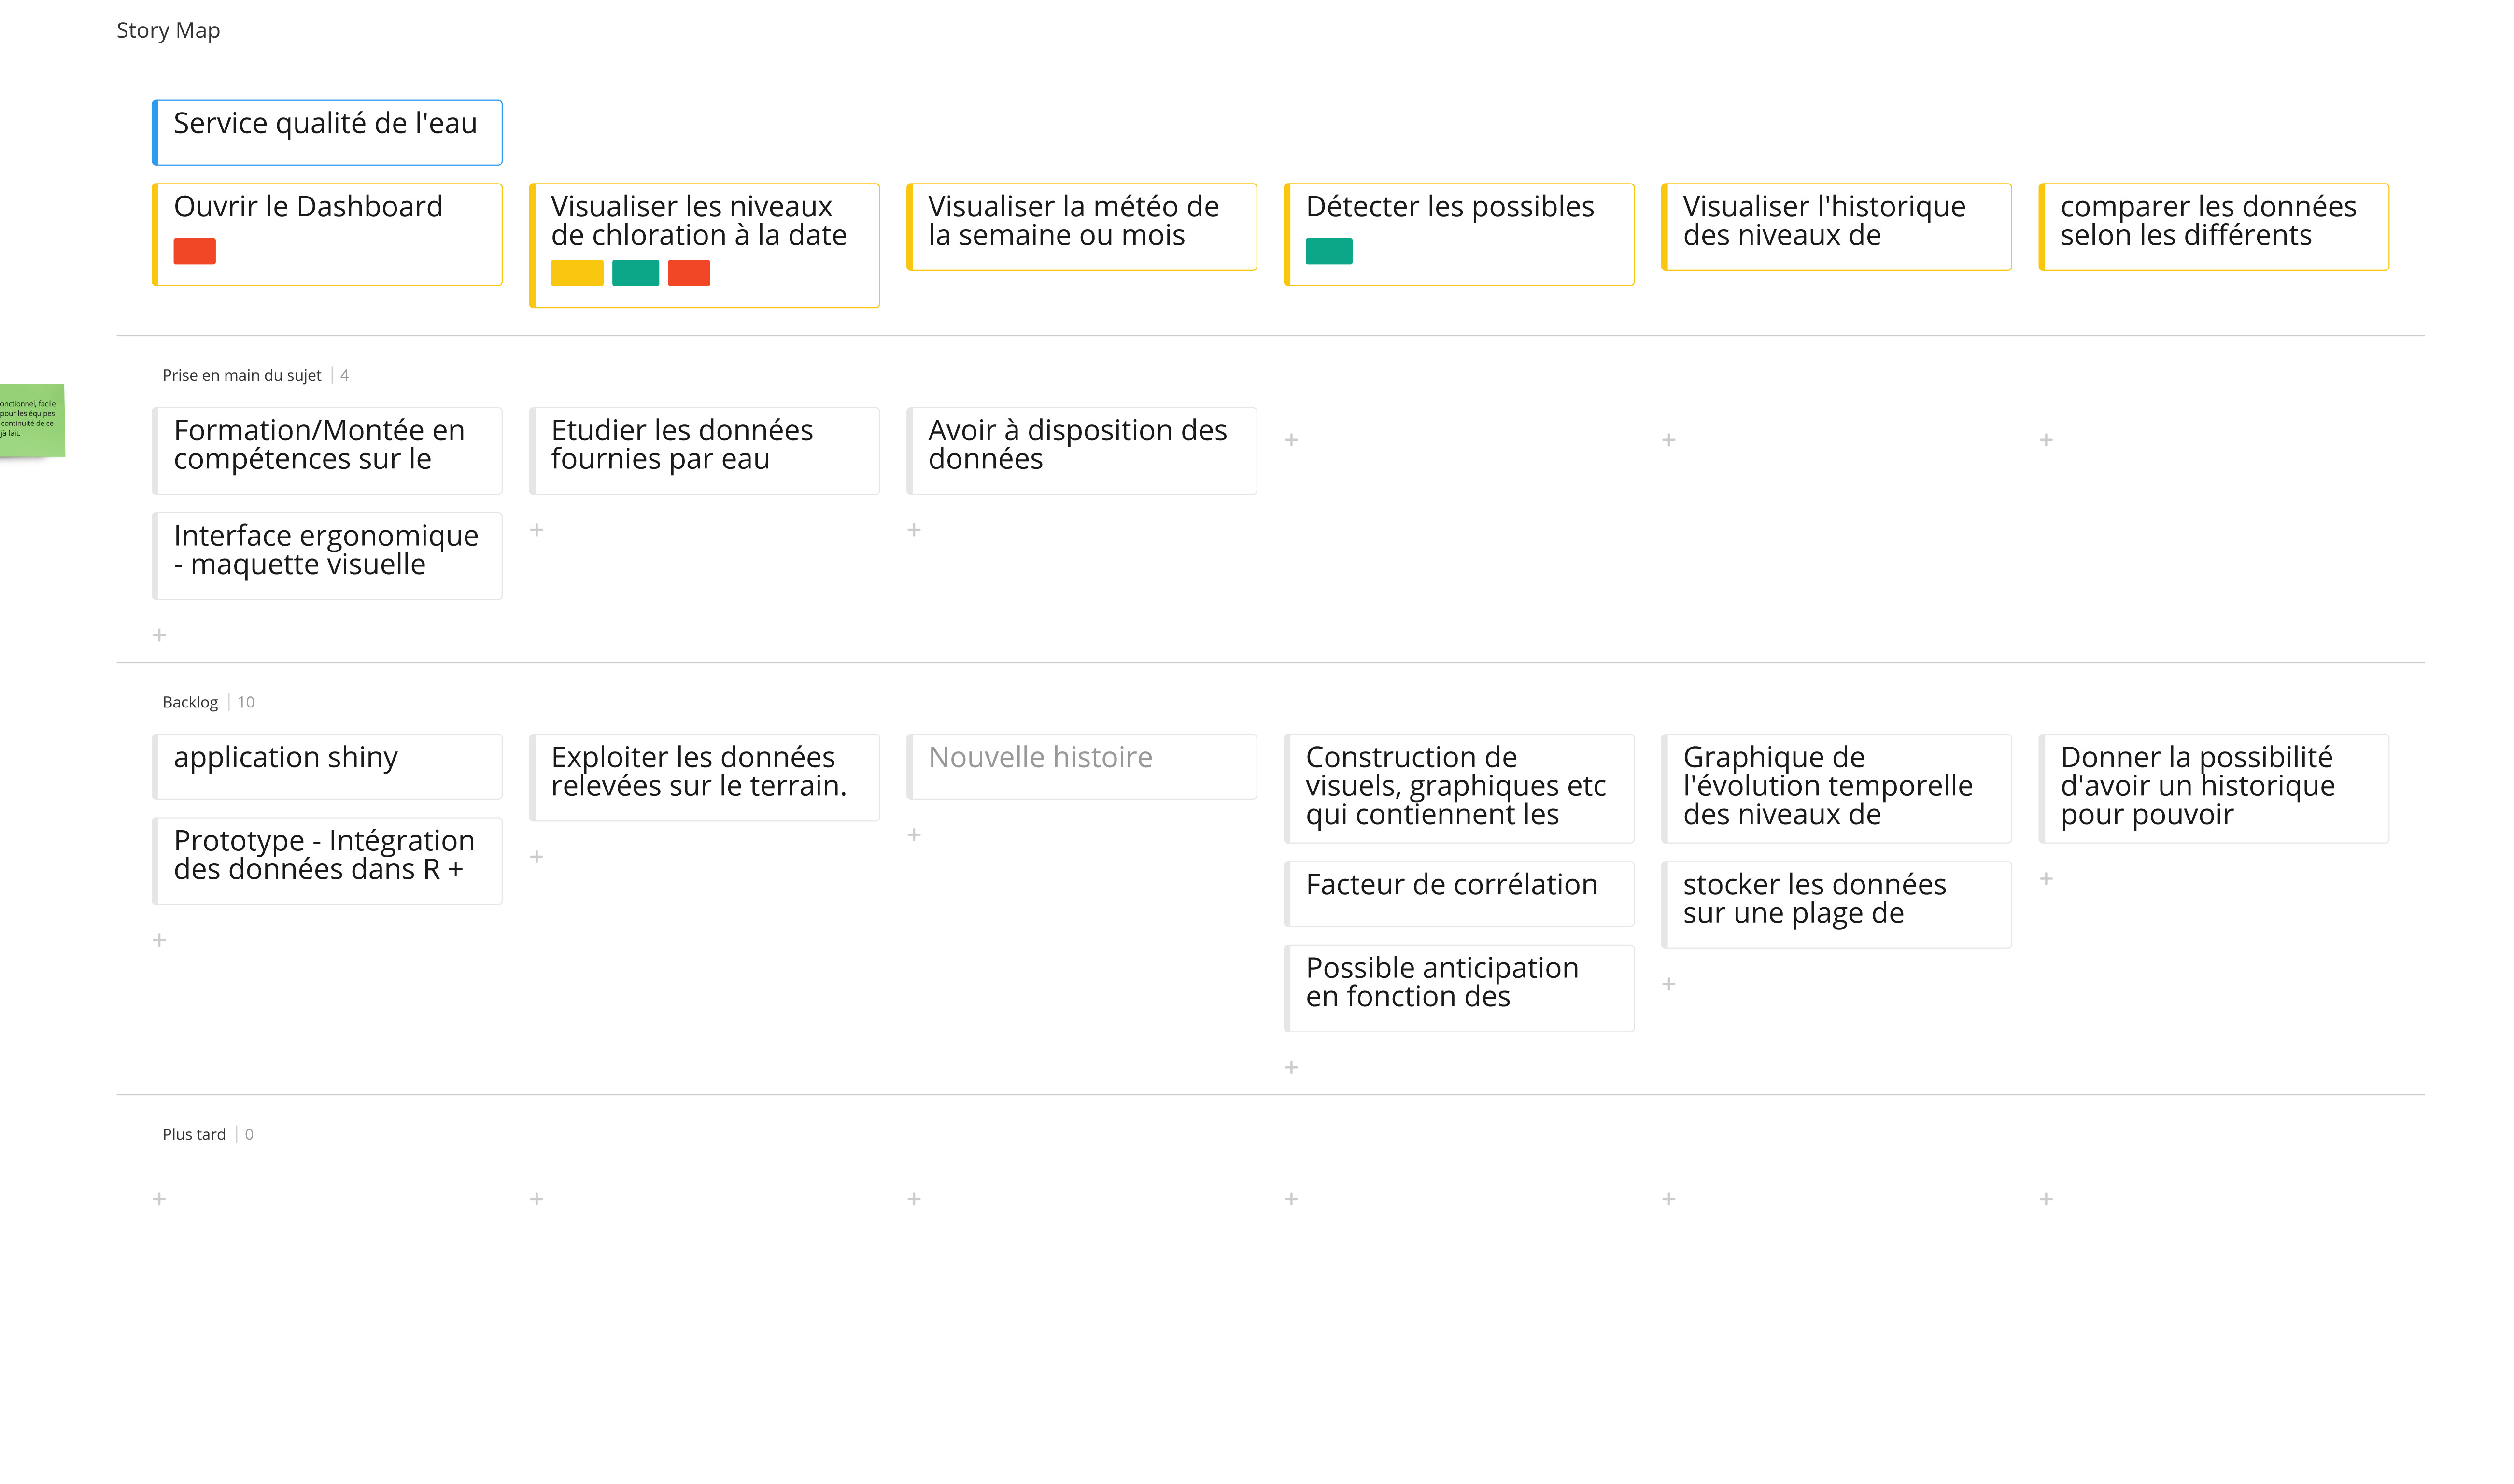 Story Map
Service qualité de l'eau
Ouvrir le Dashboard
Visualiser les niveaux
de chloration à la date
Visualiser la météo de
la semaine ou mois
Détecter les possibles
Visualiser l'historique
des niveaux de
comparer les données
selon les différents
Prise en main du sujet 4
onctionnel, facile
pour les équipes
continuité de ce
jà fait.
Formation/Montée en
compétences sur le
Etudier les données
fournies par eau
Avoir à disposition des
données
+
+
+
Interface ergonomique
- maquette visuelle
+
+
+
Backlog 10
application shiny
Exploiter les données
relevées sur le terrain.
Nouvelle histoire
Construction de
visuels, graphiques etc
qui contiennent les
Graphique de
l'évolution temporelle
des niveaux de
Donner la possibilité
d'avoir un historique
pour pouvoir
Prototype - Intégration
des données dans R +
+
+
Facteur de corrélation
stocker les données
sur une plage de
+
+
Possible anticipation
en fonction des
+
+
Plus tard 0
+
+
+
+
+
+